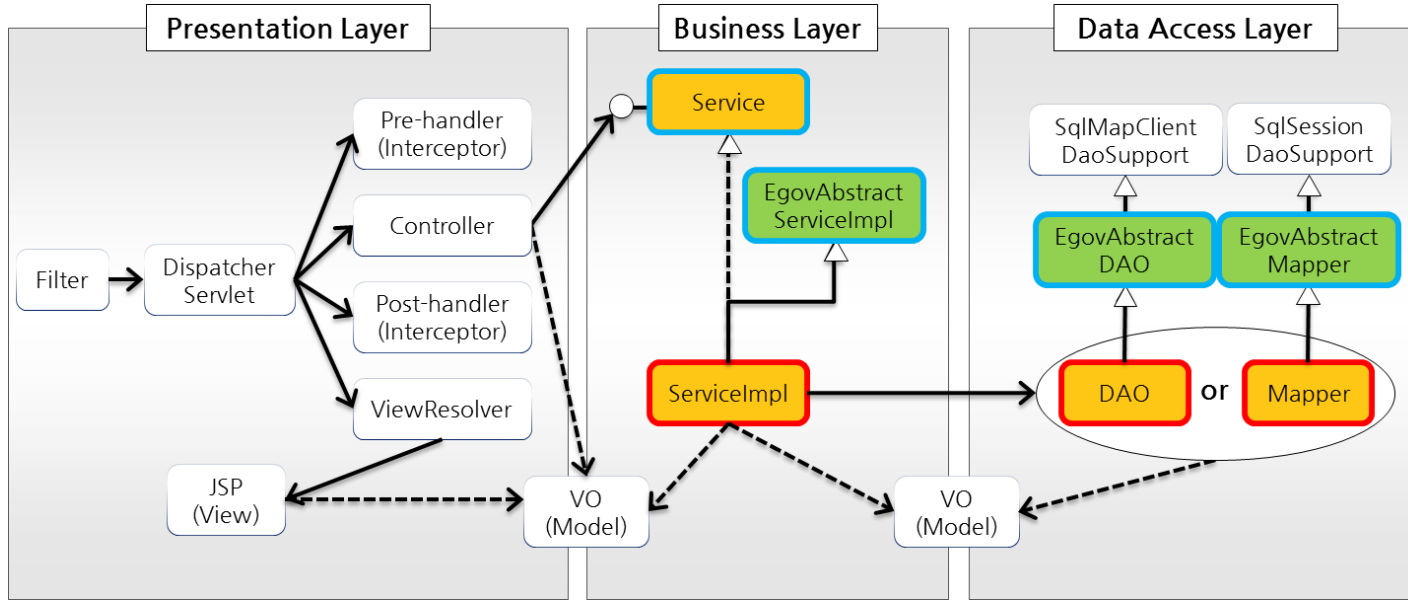 Presentation Layer
Business Layer
Data Access Layer
Pre-handler
(Interceptor)
Controller
Filter
Dispatcher
Servlet
Post-handler
(Interceptor)
ViewResolver
JSP
(View)
VO
(Model)
Service
EgovAbstract
ServiceImpl
ServiceImpl
VO
(Model)
SqlMapClient
DaoSupport
SqlSession
DaoSupport
EgovAbstract
DAO
EgovAbstract
Mapper
DAO
or
Mapper